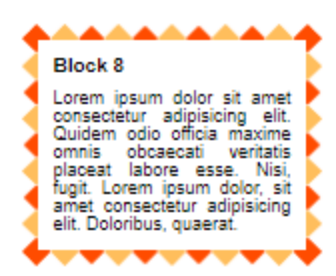 Block 8
Lorem ipsum dolor sit amet
consectetur adipisicing elit.
Quidem odio officia maxime
omnis obcaecati veritatis
placeat labore esse. Nisi,
fugit. Lorem ipsum dolor, sit
amet consectetur adipisicing
elit. Doloribus, quaerat.